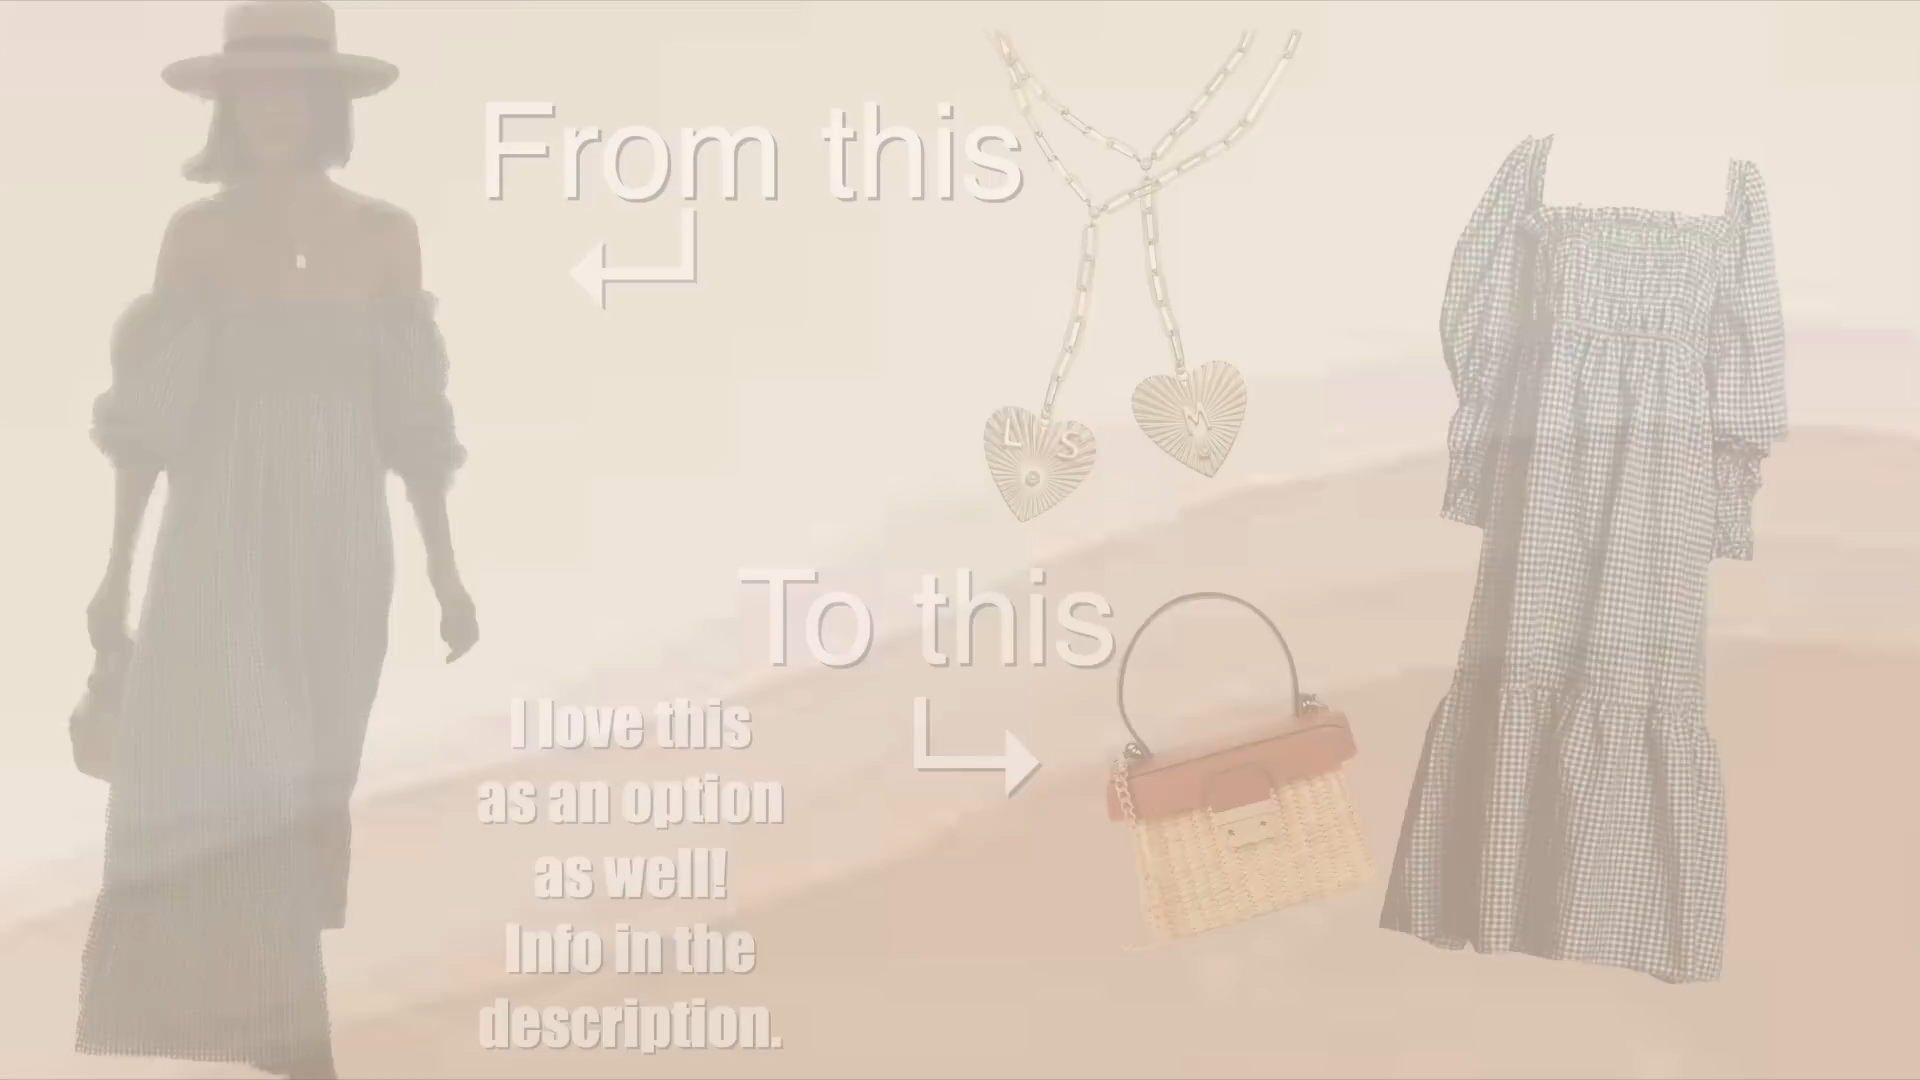 From this
L S
M
To this
I love this
as an option
as well!
Info in the
description.